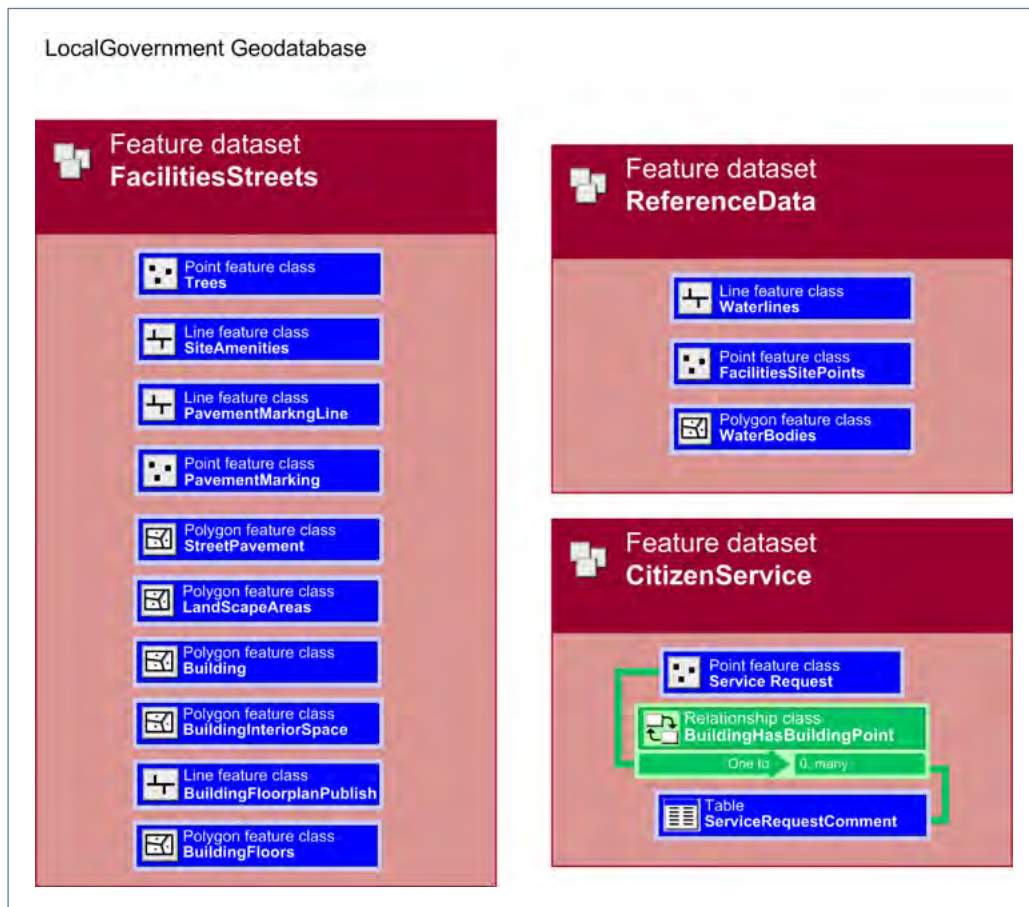 LocalGovernment Geodatabase
Feature dataset
FacilitiesStreets
Point feature class
Trees
Line feature class
SiteAmenities
Line feature class
PavementMarkngLine
Point feature class
PavementMarking
Polygon feature class
StreetPavement
Polygon feature class
LandScapeAreas
Polygon feature class
Building
Polygon feature class
BuildingInteriorSpace
Line feature class
BuildingFloorplanPublish
Polygon feature class
BuildingFloors
Feature dataset
ReferenceData
Line feature class
Waterlines
Point feature class
FacilitiesSitePoints
Polygon feature class
WaterBodies
Feature dataset
CitizenService
Point feature class
Service Request
Relationship class
BuildingHasBuildingPoint
One to 0, many
Table
ServiceRequestComment